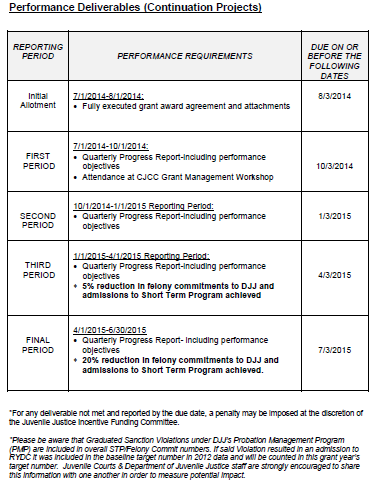 Performance Deliverables (Continuation Projects)
REPORTING
PERIOD
PERFORMANCE REQUIREMENTS
DUE ON OR
BEFORE THE
FOLLOWING
DATES
Initial
Allotment
7/1/2014-8/1/2014:
• Fully executed grant award agreement and attachments
8/3/2014
FIRST
PERIOD
7/1/2014-10/1/2014:
• Quarterly Progress Report-including performance
objectives
• Attendance at CJCC Grant Management Workshop
10/3/2014
SECOND
PERIOD
10/1/2014-1/1/2015 Reporting Period:
• Quarterly Progress Report-including performance
objectives
1/3/2015
THIRD
PERIOD
1/1/2015-4/1/2015 Reporting Period:
• Quarterly Progress Report-including performance
objectives
+ 5% reduction in felony commitments to DJJ and
admissions to Short Term Program achieved
4/3/2015
FINAL
PERIOD
4/1/2015-6/30/2015
• Quarterly Progress Report- including performance
objectives
+ 20% reduction in felony commitments to DJJ and
admissions to Short Term Program achieved.
7/3/2015
*For any deliverable not met and reported by the due date, a penalty may be imposed at the discretion of
the Juvenile Justice Incentive Funding Committee.
*Please be aware that Graduated Sanction Violations under DJJ's Probation Management Program
(PMP) are included in overall STP/Felony Commit numbers. If said Violation resulted in an admission to
RYDC it was included in the baseline target number in 2012 data and will be counted in this grant year's
target number. Juvenile Courts & Department of Juvenile Justice staff are strongly encouraged to share
this information with one another in order to measure potential impact.